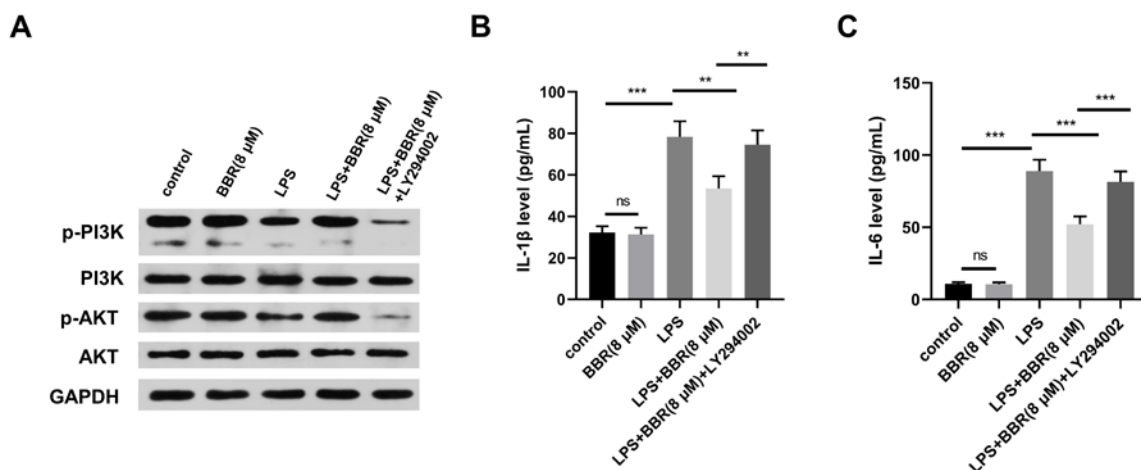 A
control
BBR(8 μM)
LPS
LPS+BBR(8 μM)
LPS+BBR(8 μM)
+LY294002
p-PI3K
PI3K
p-AKT
AKT
GAPDH
B
IL-1β level (pg/mL)
100
80
60
40
20
0
ns
***
**
**
control
BBR(8 μM)
LPS
LPS+BBR(8 μM)
LPS+BBR(8 μM)+LY294002
C
IL-6 level (pg/mL)
150
100
50
0
ns
***
***
***
control
BBR(8 μM)
LPS
LPS+BBR(8 μM)
LPS+BBR(8 μM)+LY294002